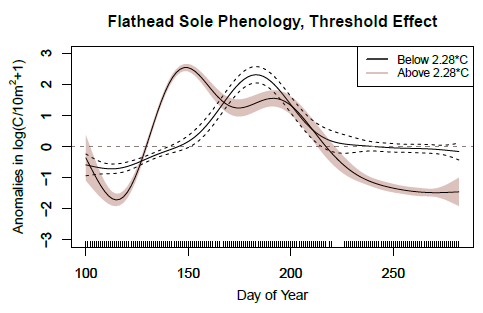 Flathead Sole Phenology, Threshold Effect
Anomalies in log(C/10m²+1)
3
2
1
0
−1
−2
−3
Below 2.28*C
Above 2.28*C
100 150 200 250
Day of Year